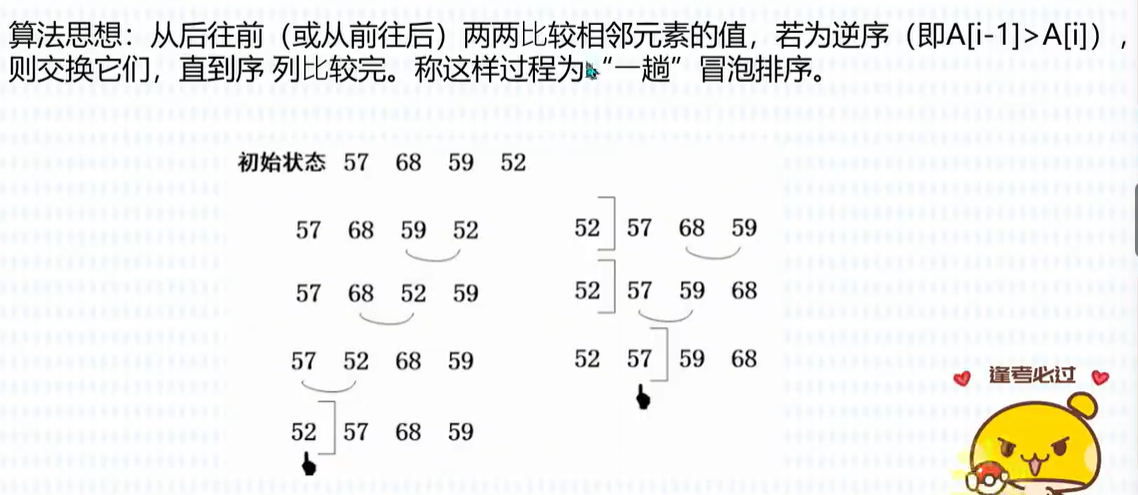 算法思想：从后往前（或从前往后）两两比较相邻元素的值，若为逆序（即A[i-1]>A[i]），
则交换它们，直到序 列比较完。称这样过程为“一趟”冒泡排序。
初始状态 57 68 59 52
57 68 59 52
57 68 52 59
57 52 68 59
52 57 68 59
52 57 68 59
52 57 59 68
52 57 59 68
逢考必过